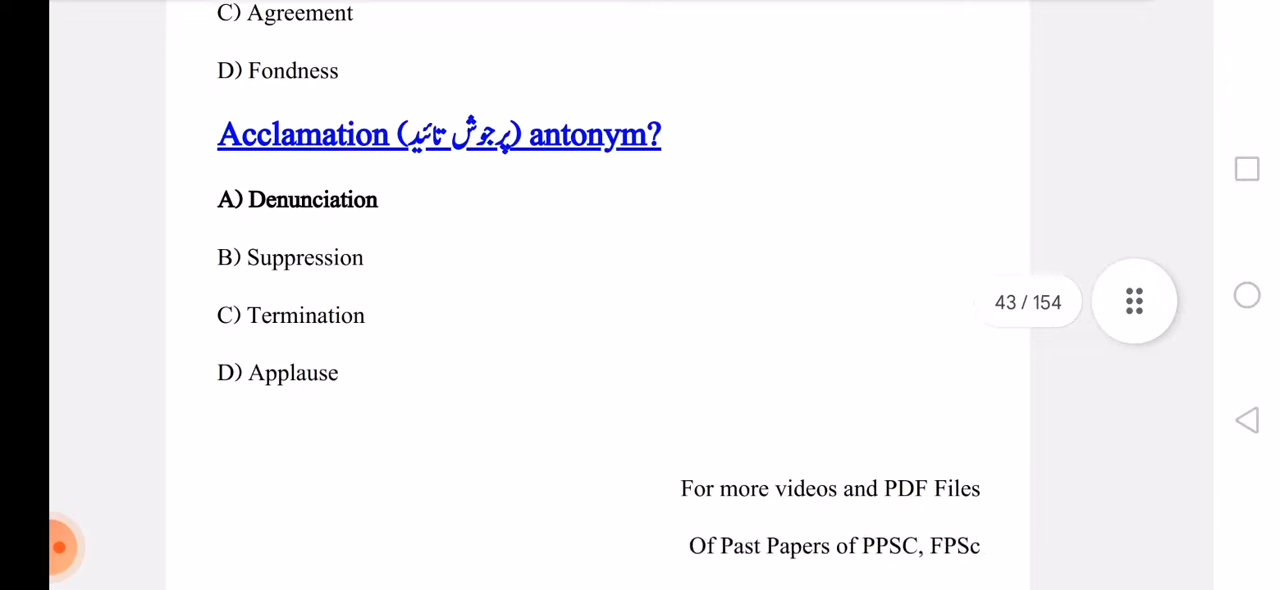 C) Agreement
D) Fondness
Acclamation (پرجوش تائید) antonym?
A) Denunciation
B) Suppression
C) Termination
D) Applause
43 / 154
For more videos and PDF Files
Of Past Papers of PPSC, FPSc